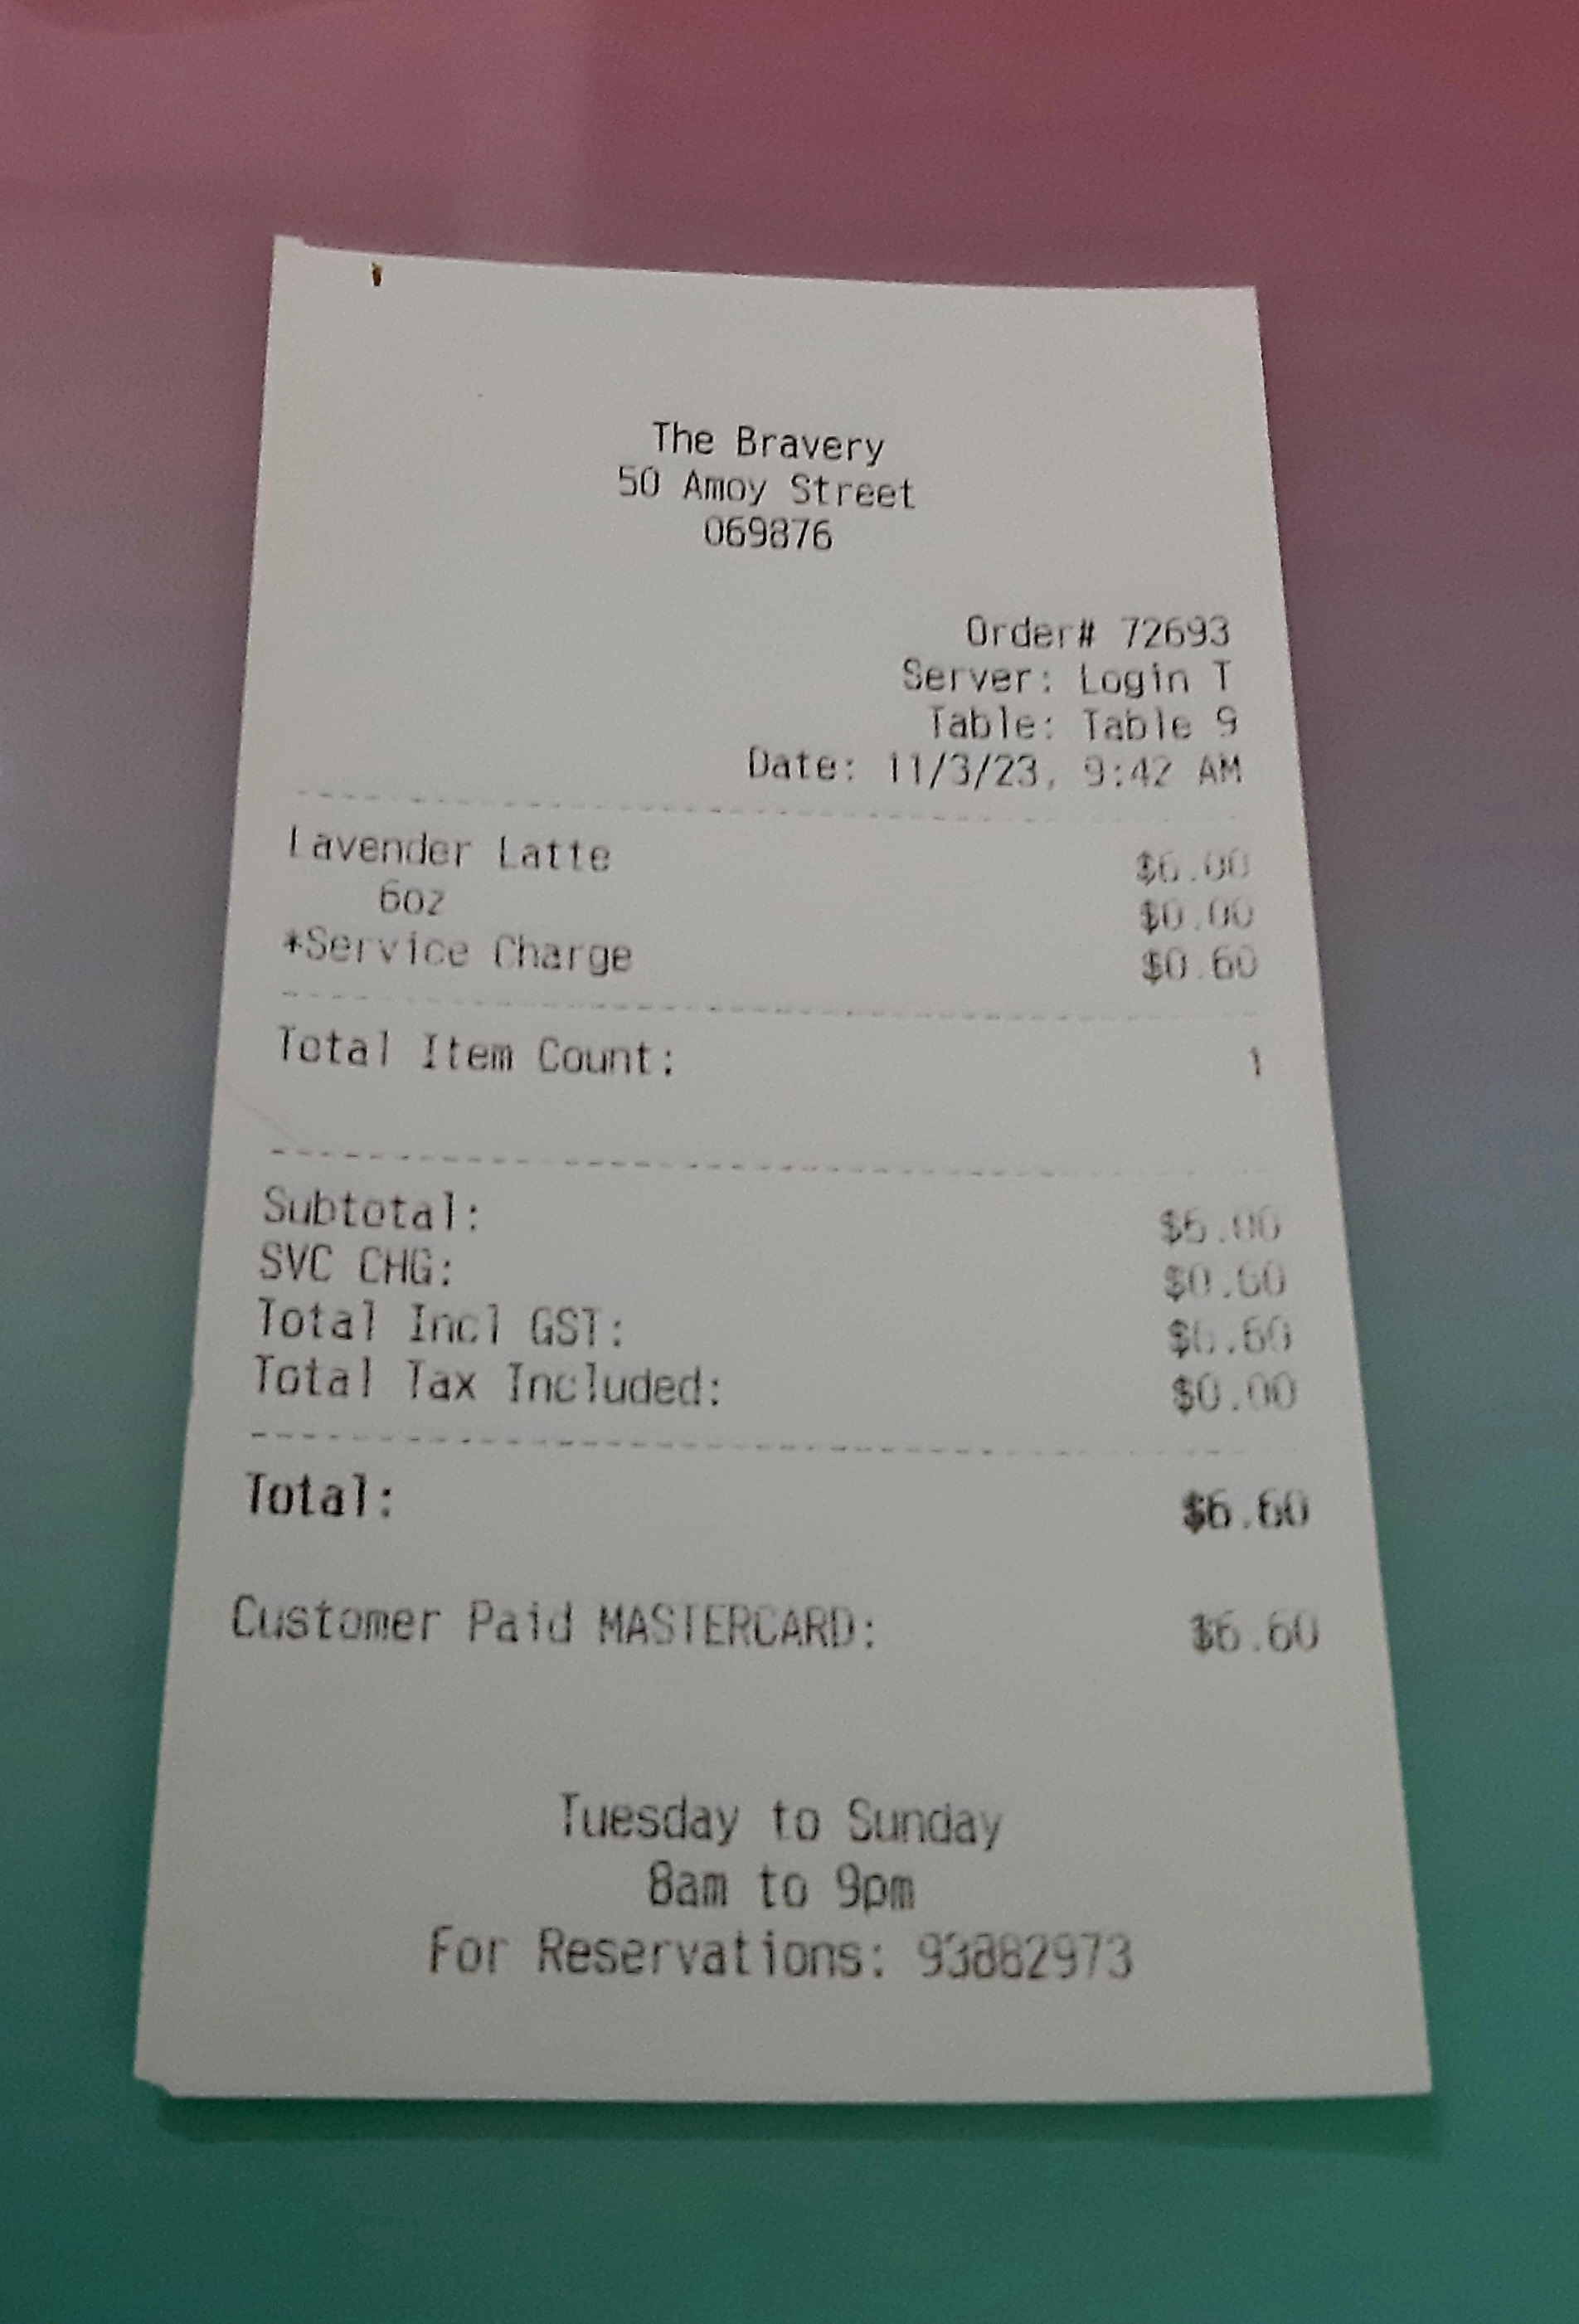 The Bravery
50 Amoy Street
069876
Order# 72693
Server: Login T
Table: Table 9
Date: 11/3/23, 9:42 AM
Lavender Latte $6.00
6oz $0.00
*Service Charge $0.60
Total Item Count: 1
Subtotal: $6.00
SVC CHG: $0.60
Total Incl GST: $6.60
Total Tax Included: $0.00
Total: $6.60
Customer Paid MASTERCARD: $6.60
Tuesday to Sunday
8am to 9pm
For Reservations: 93882973